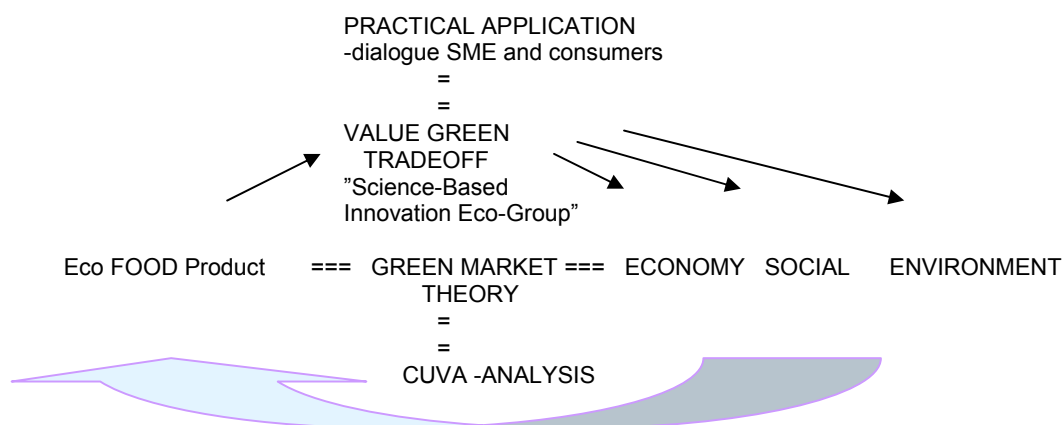 PRACTICAL APPLICATION
-dialogue SME and consumers
=
=
VALUE GREEN
TRADEOFF
”Science-Based
Innovation Eco-Group”
Eco FOOD Product === GREEN MARKET === ECONOMY SOCIAL ENVIRONMENT
THEORY
=
=
CUVA -ANALYSIS